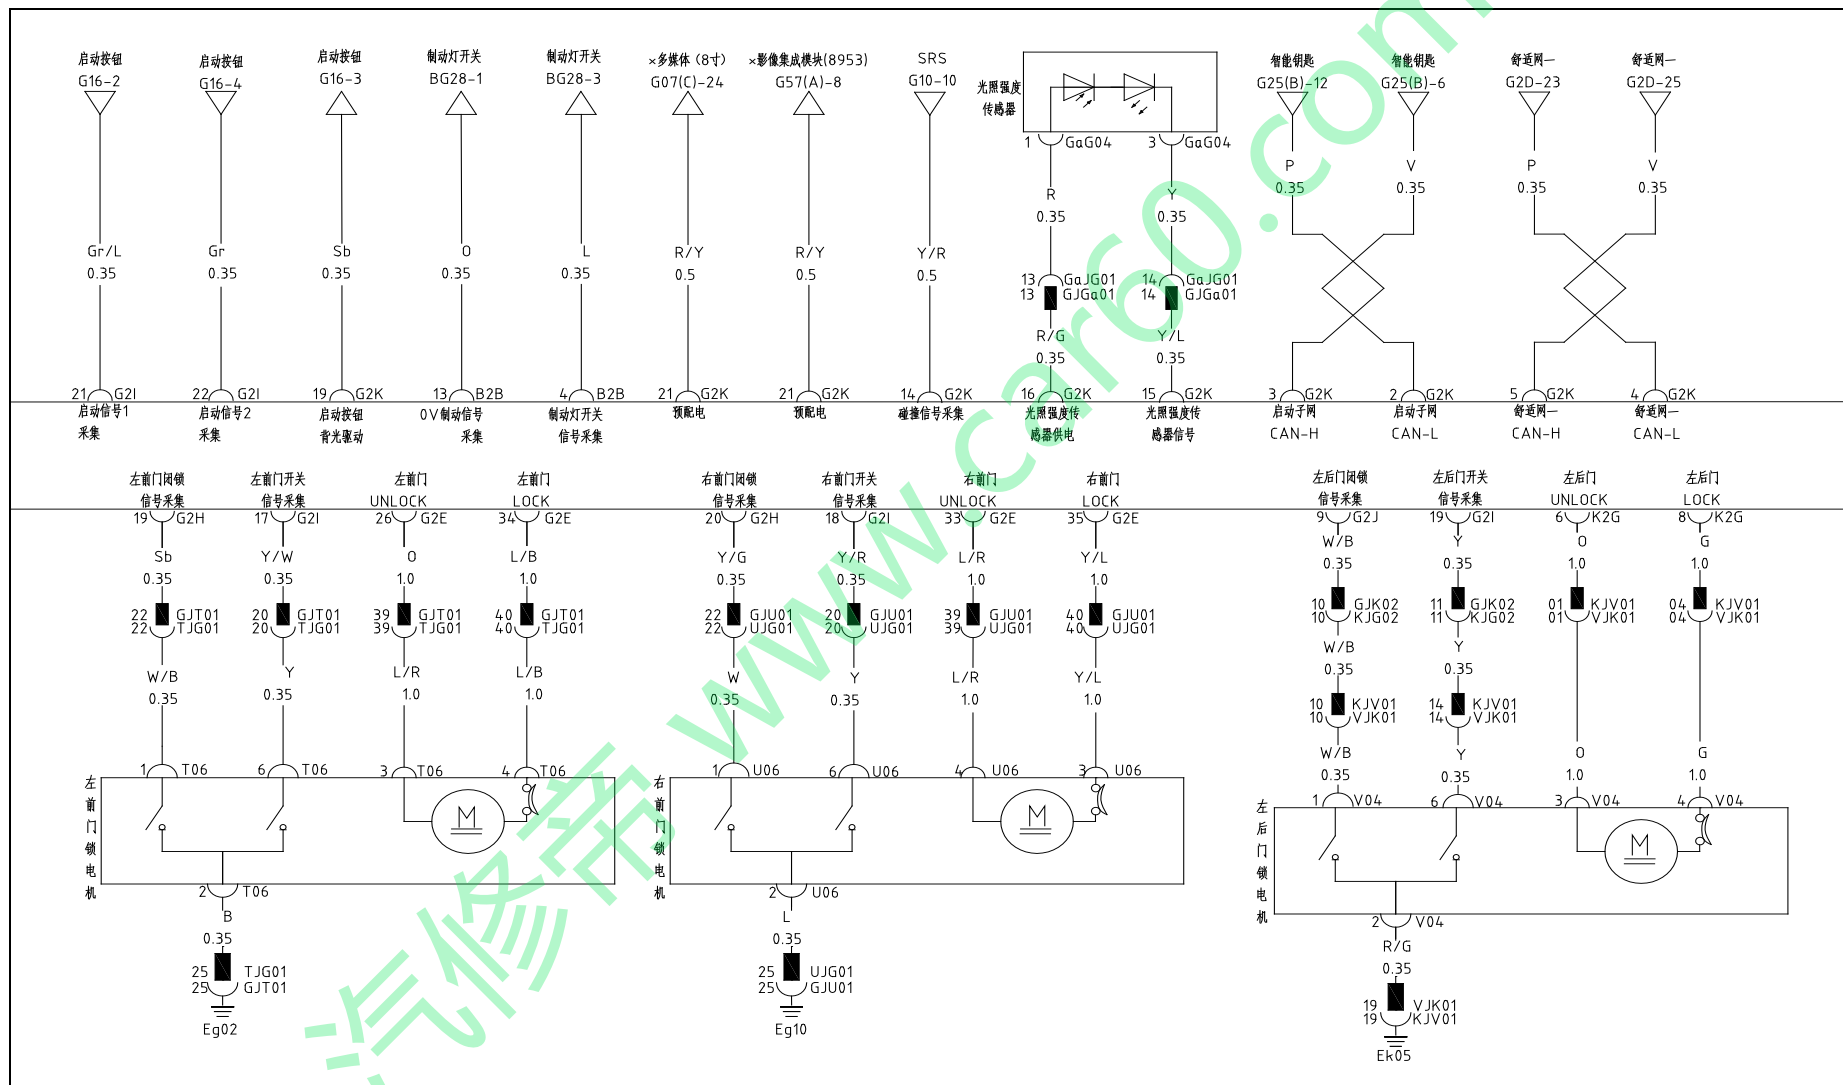 启动按钮 启动按钮 启动按钮 制动灯开关 制动灯开关 ×多媒体(8寸) ×影像集成模块(8953) SRS 智能钥匙 智能钥匙 舒适网一 舒适网一
G16-2 G16-4 G16-3 BG28-1 BG28-3 G07(C)-24 G57(A)-8 G10-10 G25(B)-12 G25(B)-6 G2D-23 G2D-25
光照强度
传感器
1 GaG04 3 GaG04
P V P V
0.35 0.35 0.35 0.35
R Y
0.35 0.35
Gr/L Gr Sb O L R/Y R/Y Y/R
0.35 0.35 0.35 0.35 0.35 0.5 0.5 0.5
13 GaJG01 14 GaJG01
13 GJGa01 14 GJGa01
R/G Y/L
0.35 0.35
21 G2I 22 G2I 19 G2K 13 B2B 4 B2B 21 G2K 21 G2K 14 G2K 16 G2K 15 G2K 3 G2K 2 G2K 5 G2K 4 G2K
启动信号1 启动信号2 启动按钮 0V制动信号 制动灯开关 预配电 预配电 碰撞信号采集 光照强度传 光照强度传 启动子网 启动子网 舒适网一 舒适网一
采集 采集 背光驱动 采集 信号采集 感器供电 感器信号 CAN-H CAN-L CAN-H CAN-L
左前门闭锁 左前门开关 左前门 左前门 右前门闭锁 右前门开关 右前门 右前门 左后门闭锁 左后门开关 左后门 左后门
信号采集 信号采集 UNLOCK LOCK 信号采集 信号采集 UNLOCK LOCK 信号采集 信号采集 UNLOCK LOCK
19 G2H 17 G2I 26 G2E 34 G2E 20 G2H 18 G2I 33 G2E 35 G2E 9 G2J 19 G2I 6 K2G 8 K2G
W/B Y O G
Sb Y/W O L/B Y/G Y/R L/R Y/L
0.35 0.35 1.0 1.0
0.35 0.35 1.0 1.0 0.35 0.35 1.0 1.0
10 GJK02 11 GJK02 01 KJV01 04 KJV01
10 KJG02 11 KJG02 01 VJK01 04 VJK01
22 GJT01 20 GJT01 39 GJT01 40 GJT01 22 GJU01 20 GJU01 39 GJU01 40 GJU01
22 TJG01 20 TJG01 39 TJG01 40 TJG01 22 UJG01 20 UJG01 39 UJG01 40 UJG01
W/B Y
0.35 0.35
W/B Y L/R L/B W Y L/R Y/L
0.35 0.35 1.0 1.0 0.35 0.35 1.0 1.0
10 KJV01 14 KJV01
10 VJK01 14 VJK01
W/B Y O G
0.35 0.35 1.0 1.0
1 T06 6 T06 3 T06 4 T06 1 U06 6 U06 4 U06 3 U06
1 V04 6 V04 3 V04 4 V04
左前门锁电机 M
右前门锁电机 M
左后门锁电机 M
2 T06 2 U06
2 V04
B L
0.35 0.35
R/G
0.35
25 TJG01 25 UJG01
25 GJT01 25 GJU01
19 VJK01
19 KJV01
Eg02 Eg10
Ek05
汽修帝 www.car60.com